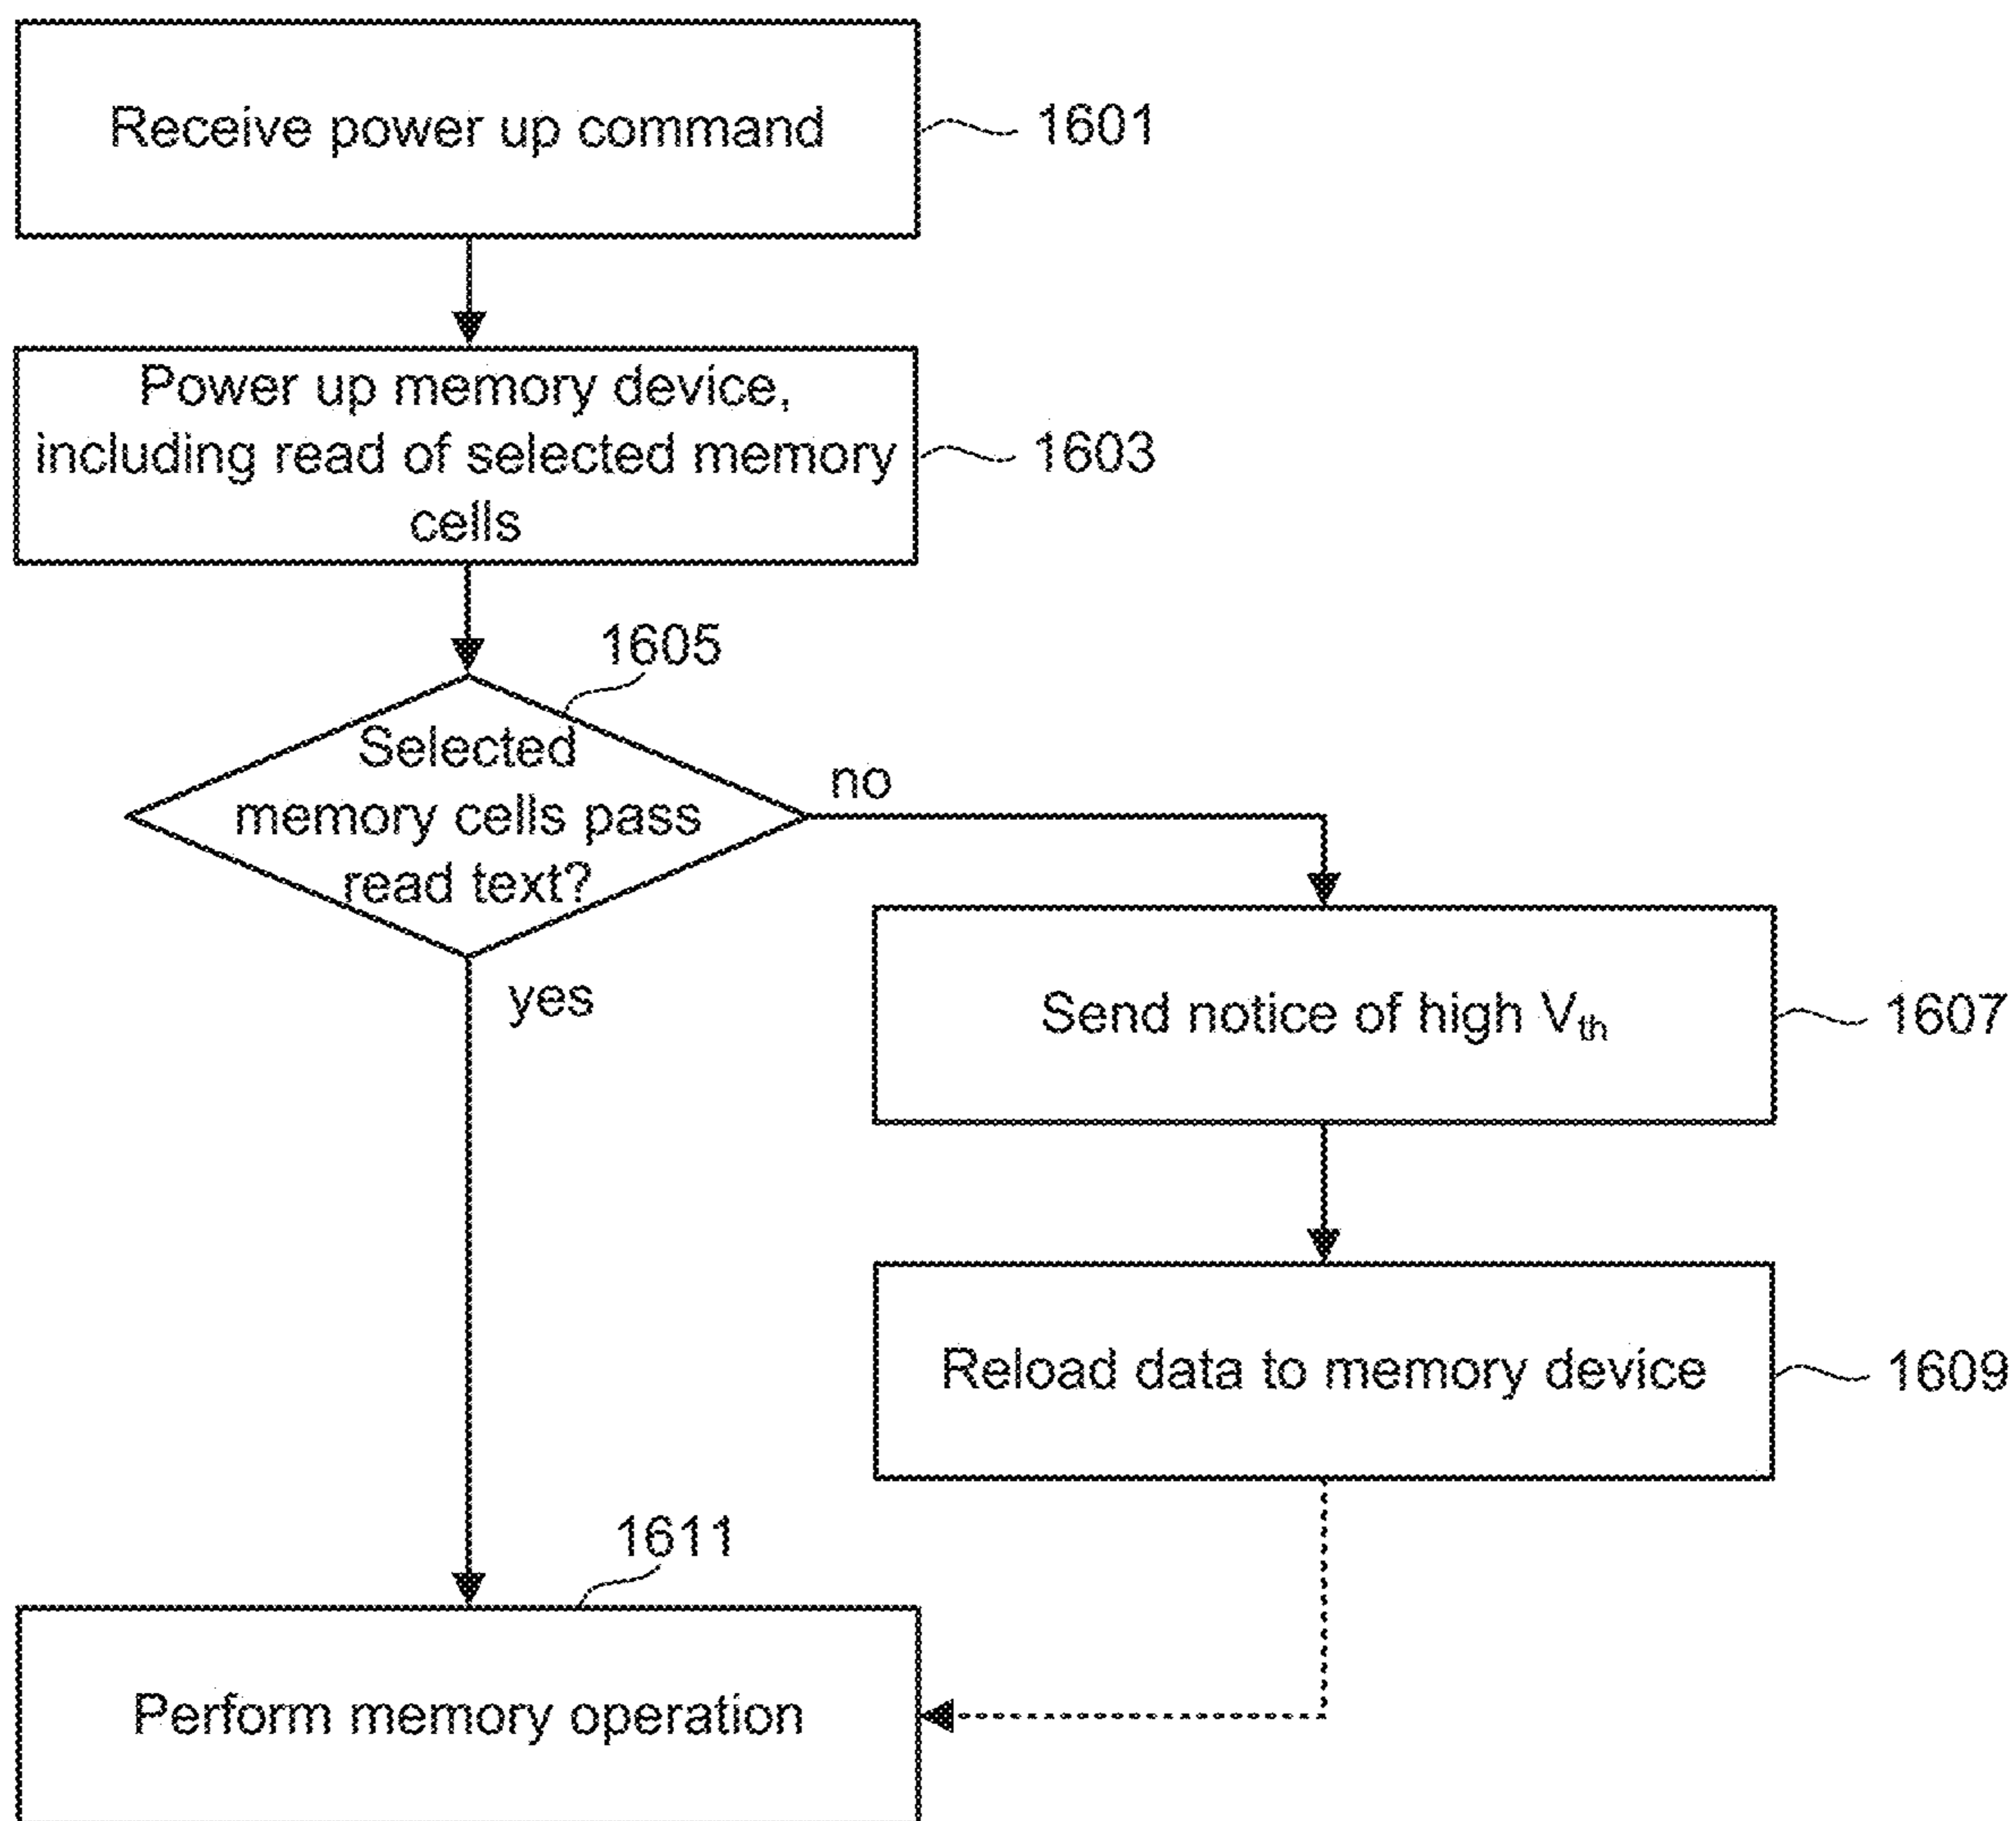 Receive power up command
1601
Power up memory device,
including read of selected memory
cells
1603
1605
Selected
memory cells pass
read text?
no
yes
Send notice of high Vth
1607
Reload data to memory device
1609
1611
Perform memory operation